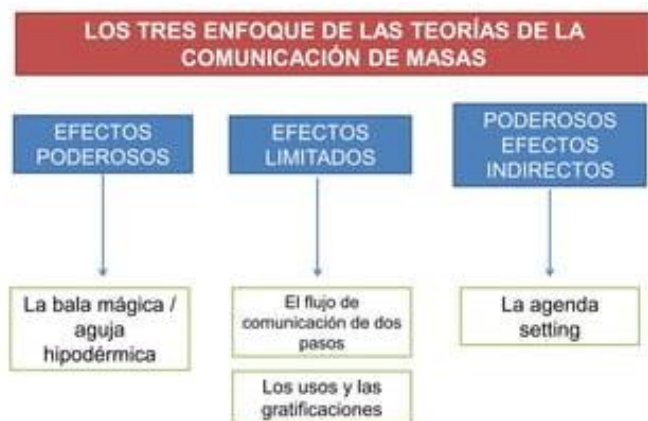 LOS TRES ENFOQUE DE LAS TEORÍAS DE LA
COMUNICACIÓN DE MASAS
EFECTOS
PODEROSOS
EFECTOS
LIMITADOS
PODEROSOS
EFECTOS
INDIRECTOS
La bala mágica /
aguja
hipodérmica
El flujo de
comunicación de dos
pasos
Los usos y las
gratificaciones
La agenda
setting